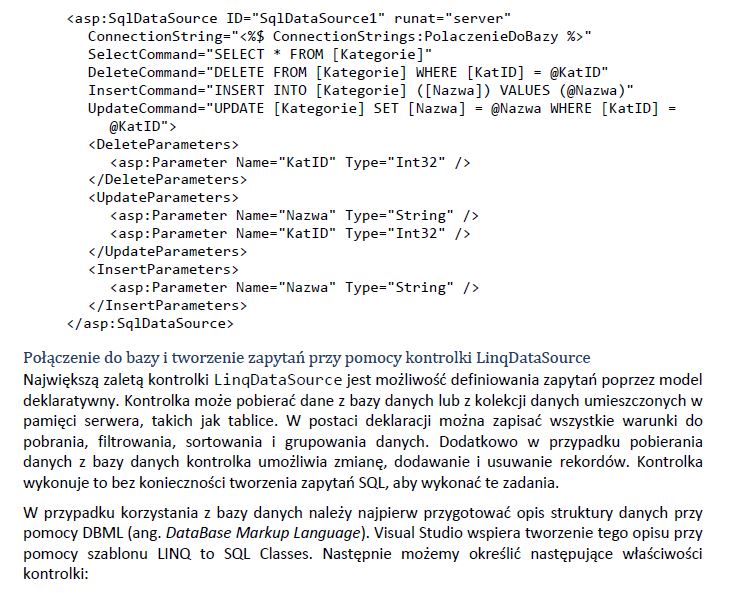 <asp:SqlDataSource ID="SqlDataSource1" runat="server"
ConnectionString="<%$ ConnectionStrings:PolaczenieDoBazy %>"
SelectCommand="SELECT * FROM [Kategorie]"
DeleteCommand="DELETE FROM [Kategorie] WHERE [KatID] = @KatID"
InsertCommand="INSERT INTO [Kategorie] ([Nazwa]) VALUES (@Nazwa)"
UpdateCommand="UPDATE [Kategorie] SET [Nazwa] = @Nazwa WHERE [KatID] =
@KatID">
<DeleteParameters>
<asp:Parameter Name="KatID" Type="Int32" />
</DeleteParameters>
<UpdateParameters>
<asp:Parameter Name="Nazwa" Type="String" />
<asp:Parameter Name="KatID" Type="Int32" />
</UpdateParameters>
<InsertParameters>
<asp:Parameter Name="Nazwa" Type="String" />
</InsertParameters>
</asp:SqlDataSource>
Połączenie do bazy i tworzenie zapytań przy pomocy kontrolki LinqDataSource
Największą zaletą kontrolki LinqDataSource jest możliwość definiowania zapytań poprzez model
deklaratywny. Kontrolka może pobierać dane z bazy danych lub z kolekcji danych umieszczonych w
pamięci serwera, takich jak tablice. W postaci deklaracji można zapisać wszystkie warunki do
pobrania, filtrowania, sortowania i grupowania danych. Dodatkowo w przypadku pobierania
danych z bazy danych kontrolka umożliwia zmianę, dodawanie i usuwanie rekordów. Kontrolka
wykonuje to bez konieczności tworzenia zapytań SQL, aby wykonać te zadania.
W przypadku korzystania z bazy danych należy najpierw przygotować opis struktury danych przy
pomocy DBML (ang. DataBase Markup Language). Visual Studio wspiera tworzenie tego opisu przy
pomocy szablonu LINQ to SQL Classes. Następnie możemy określić następujące właściwości
kontrolki: